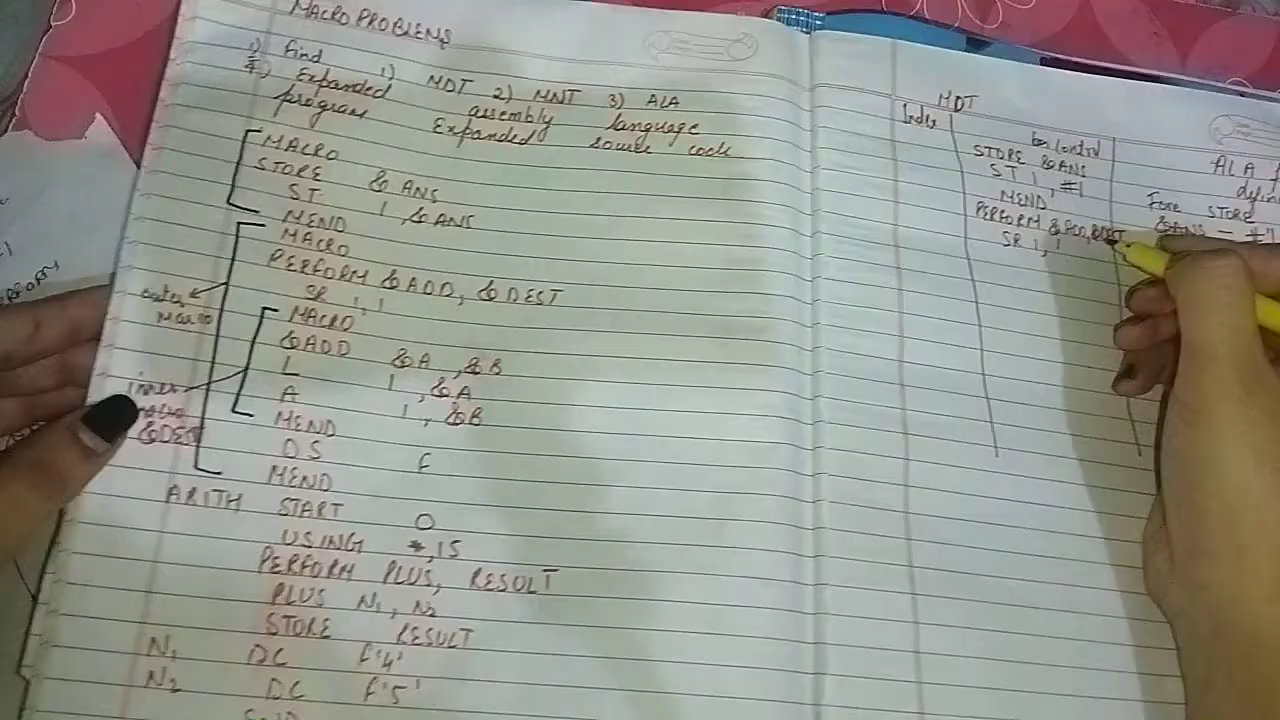 MACRO PROBLEMS
1) Find 1) MDT 2) MNT 3) ALA
4) Expanded assembly language
program Expanded source code
MACRO
STORE &ANS
ST 1, &ANS
MEND
MACRO
PERFORM &ADD, &DEST
SR 1,1
outer
Macro
MACRO
&ADD &A, &B
L 1, &A
A 1, &B
MEND
inner
macro
&DEST
DS F
MEND
ARITH START 0
USING *,15
PERFORM PLUS, RESULT
PLUS N1, N2
STORE RESULT
N1 DC F'4'
N2 DC F'5'
MDT
Index
STORE &ANS
ST 1, #1
MEND
PERFORM &ADD, &DEST
SR 1,1
ALA
For STORE
&ANS - #1